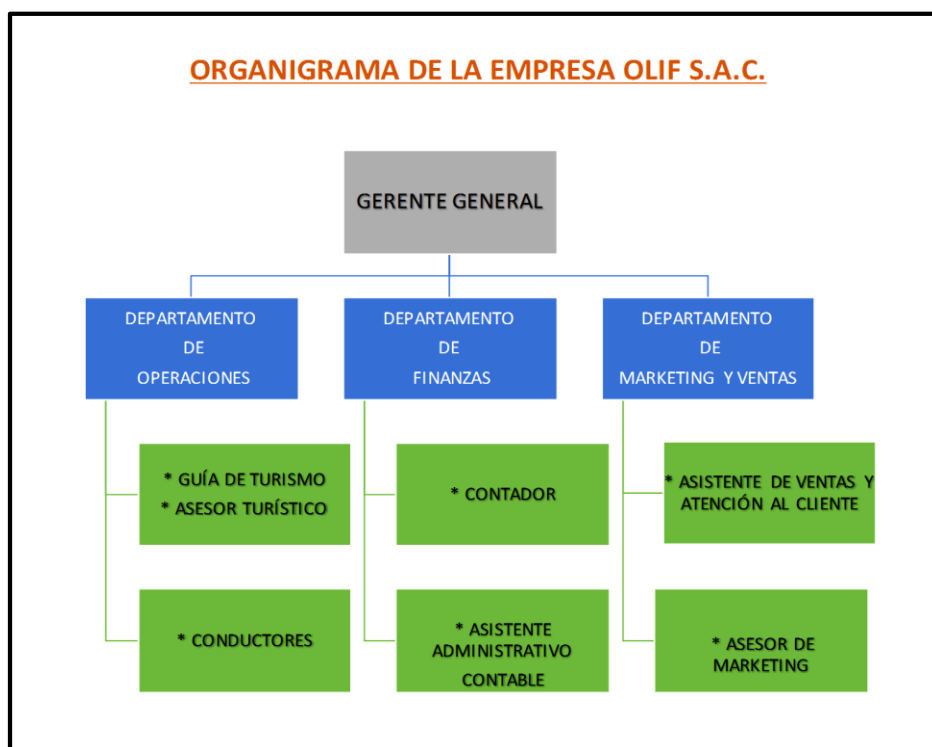 ORGANIGRAMA DE LA EMPRESA OLIF S.A.C.
GERENTE GENERAL
DEPARTAMENTO
DE
OPERACIONES
DEPARTAMENTO
DE
FINANZAS
DEPARTAMENTO
DE
MARKETING Y VENTAS
* GUÍA DE TURISMO
* ASESOR TURÍSTICO
* CONTADOR
* ASISTENTE DE VENTAS Y
ATENCIÓN AL CLIENTE
* CONDUCTORES
* ASISTENTE
ADMINISTRATIVO
CONTABLE
* ASESOR DE
MARKETING